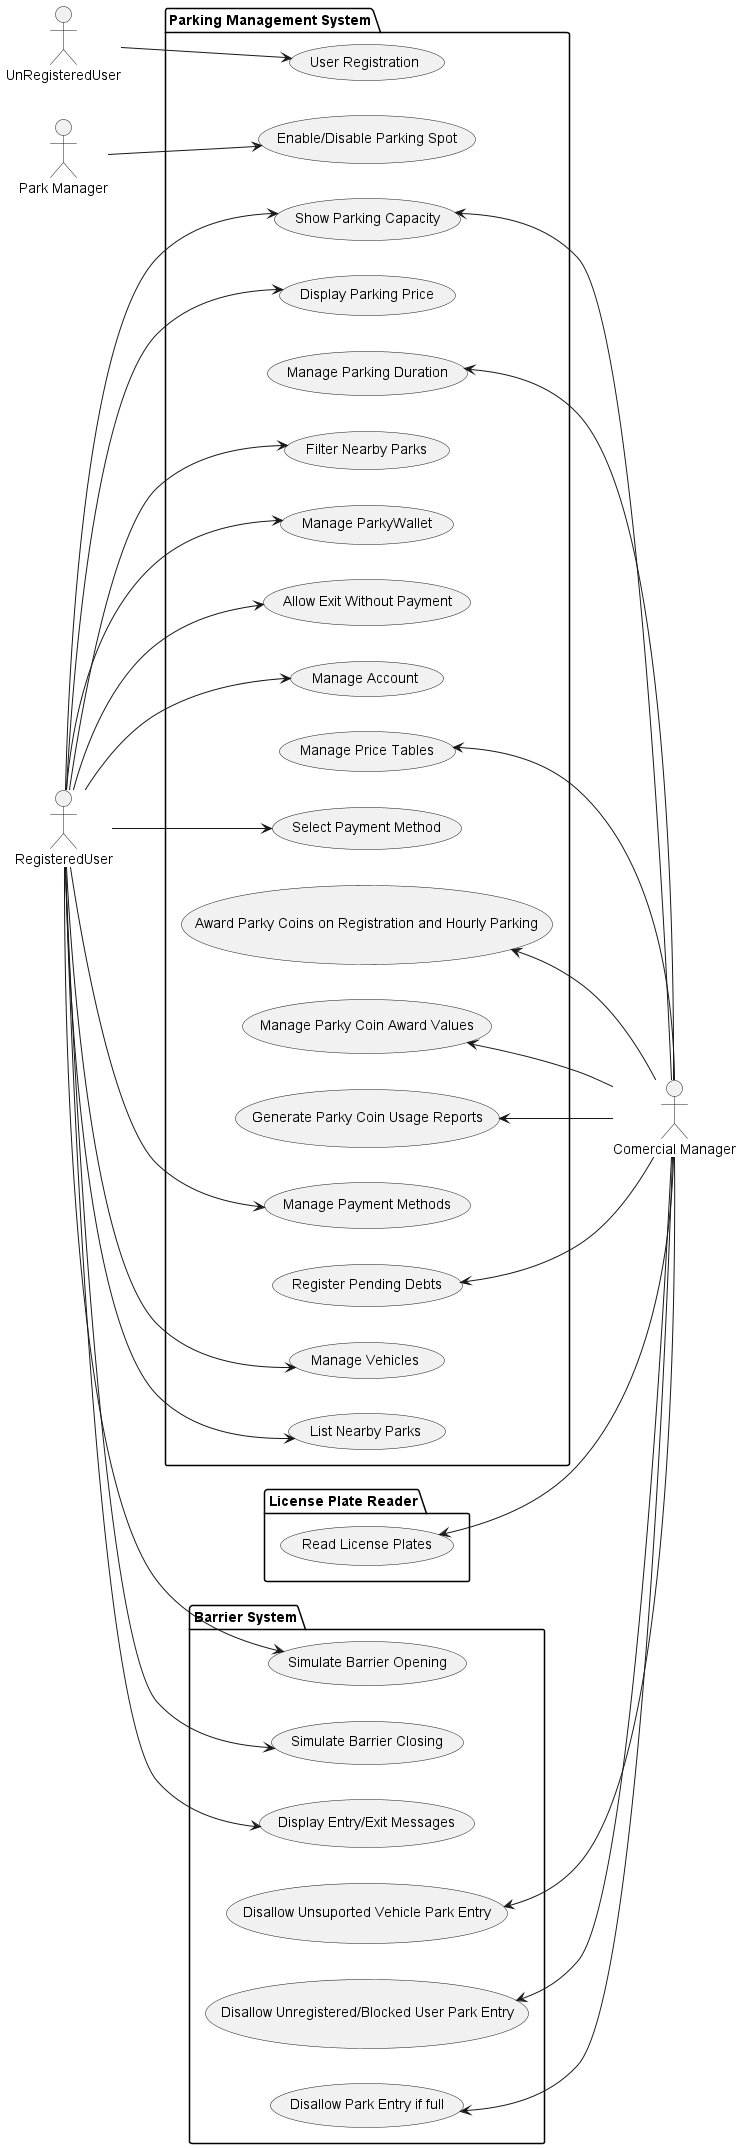 Parking Management System
UnRegisteredUser
User Registration
Park Manager
Enable/Disable Parking Spot
Show Parking Capacity
Display Parking Price
Manage Parking Duration
Filter Nearby Parks
Manage ParkyWallet
Allow Exit Without Payment
Manage Account
Manage Price Tables
RegisteredUser
Select Payment Method
Award Parky Coins on Registration and Hourly Parking
Manage Parky Coin Award Values
Generate Parky Coin Usage Reports
Comercial Manager
Manage Payment Methods
Register Pending Debts
Manage Vehicles
List Nearby Parks
License Plate Reader
Read License Plates
Barrier System
Simulate Barrier Opening
Simulate Barrier Closing
Display Entry/Exit Messages
Disallow Unsuported Vehicle Park Entry
Disallow Unregistered/Blocked User Park Entry
Disallow Park Entry if full